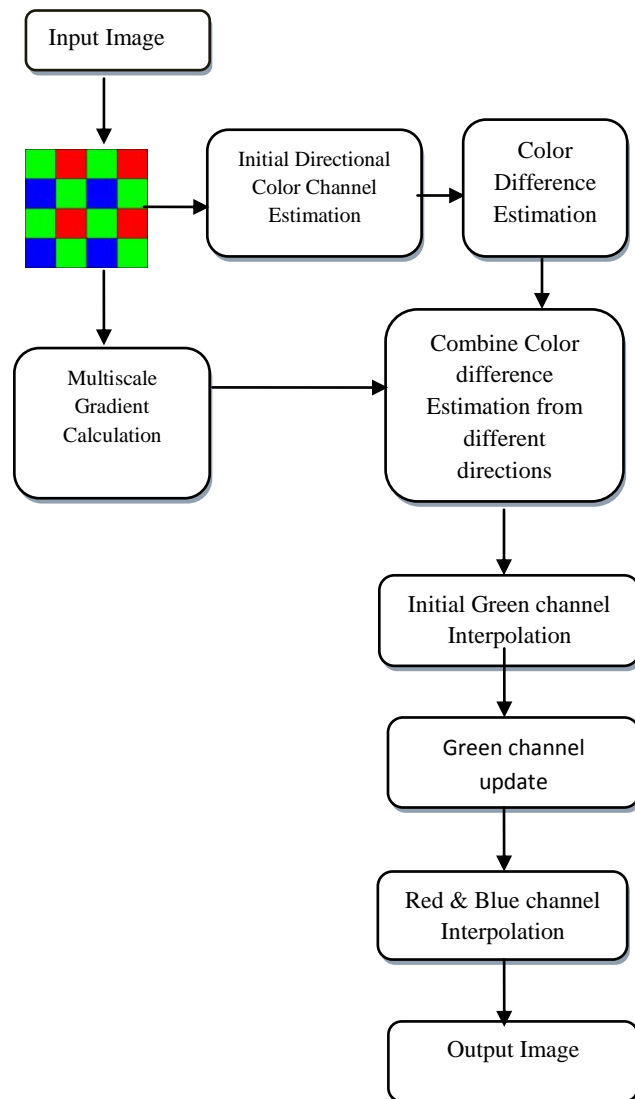 Input Image
Initial Directional
Color Channel
Estimation
Color
Difference
Estimation
Multiscale
Gradient
Calculation
Combine Color
difference
Estimation from
different
directions
Initial Green channel
Interpolation
Green channel
update
Red & Blue channel
Interpolation
Output Image